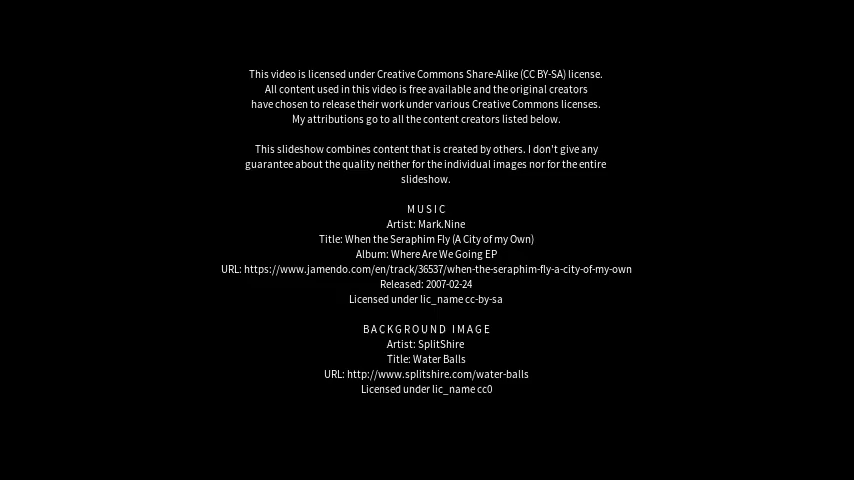 This video is licensed under Creative Commons Share-Alike (CC BY-SA) license.
All content used in this video is free available and the original creators
have chosen to release their work under various Creative Commons licenses.
My attributions go to all the content creators listed below.
This slideshow combines content that is created by others. I don't give any
guarantee about the quality neither for the individual images nor for the entire
slideshow.
MUSIC
Artist: Mark.Nine
Title: When the Seraphim Fly (A City of my Own)
Album: Where Are We Going EP
URL: https://www.jamendo.com/en/track/36537/when-the-seraphim-fly-a-city-of-my-own
Released: 2007-02-24
Licensed under lic_name cc-by-sa
BACKGROUND IMAGE
Artist: SplitShire
Title: Water Balls
URL: http://www.splitshire.com/water-balls
Licensed under lic_name cc0